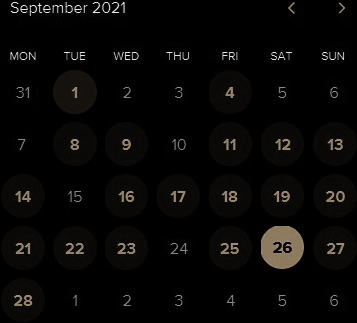 September 2021
MON TUE WED THU FRI SAT SUN
31 1 2 3 4 5 6
7 8 9 10 11 12 13
14 15 16 17 18 19 20
21 22 23 24 25 26 27
28 1 2 3 4 5 6